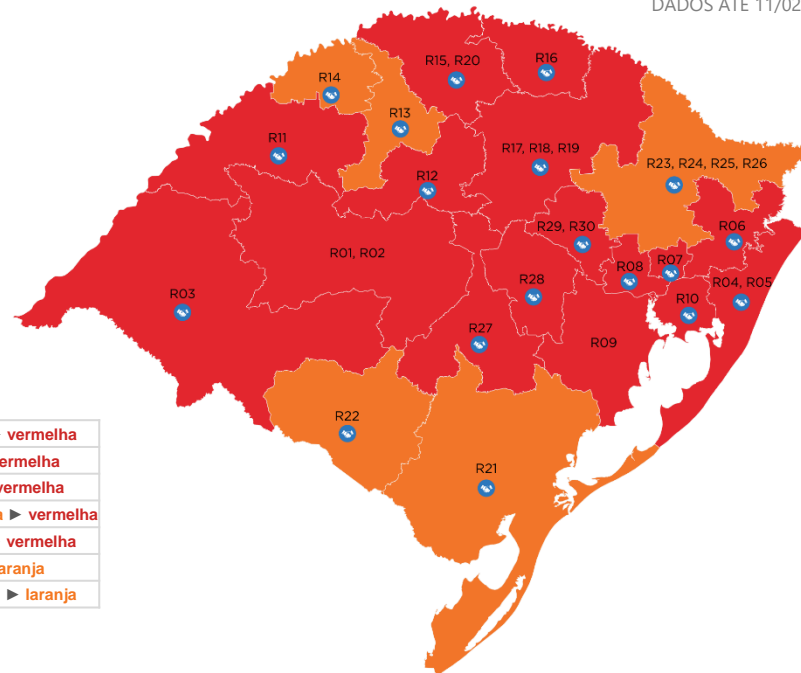 DADOS ATÉ 11/02
R15, R20
R16
R14
R13
R11
R17, R18, R19
R23, R24, R25, R26
R12
R29, R30
R06
R01, R02
R08
R07
R28
R04, R05
R03
R10
R27
R09
R22
R21
vermelha
vermelha
vermelha
► vermelha
vermelha
laranja
► laranja